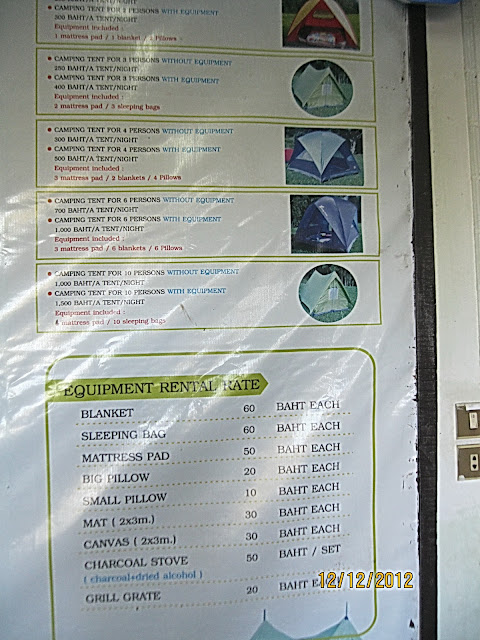 ● CAMPING TENT FOR 2 PERSONS WITH EQUIPMENT
300 BAHT/A TENT/NIGHT
Equipment included :
1 mattress pad / 1 blanket / 2 Pillows
● CAMPING TENT FOR 3 PERSONS WITHOUT EQUIPMENT
250 BAHT/A TENT/NIGHT
● CAMPING TENT FOR 3 PERSONS WITH EQUIPMENT
400 BAHT/A TENT/NIGHT
Equipment included :
2 mattress pad / 3 sleeping bags
● CAMPING TENT FOR 4 PERSONS WITHOUT EQUIPMENT
300 BAHT/A TENT/NIGHT
● CAMPING TENT FOR 4 PERSONS WITH EQUIPMENT
500 BAHT/A TENT/NIGHT
Equipment included :
3 mattress pad / 2 blankets / 4 Pillows
● CAMPING TENT FOR 6 PERSONS WITHOUT EQUIPMENT
700 BAHT/A TENT/NIGHT
● CAMPING TENT FOR 6 PERSONS WITH EQUIPMENT
1,000 BAHT/A TENT/NIGHT
Equipment included :
3 mattress pad / 6 blankets / 6 Pillows
● CAMPING TENT FOR 10 PERSONS WITHOUT EQUIPMENT
1,000 BAHT/A TENT/NIGHT
● CAMPING TENT FOR 10 PERSONS WITH EQUIPMENT
1,500 BAHT/A TENT/NIGHT
Equipment included :
mattress pad / 10 sleeping bags
EQUIPMENT RENTAL RATE
BLANKET 60 BAHT EACH
SLEEPING BAG 60 BAHT EACH
MATTRESS PAD 50 BAHT EACH
BIG PILLOW 20 BAHT EACH
SMALL PILLOW 10 BAHT EACH
MAT ( 2x3m.) 30 BAHT EACH
CANVAS ( 2x3m.) 30 BAHT EACH
CHARCOAL STOVE 50 BAHT / SET
( charcoal+dried alcohol )
GRILL GRATE 20 BAHT EACH
12/12/2012